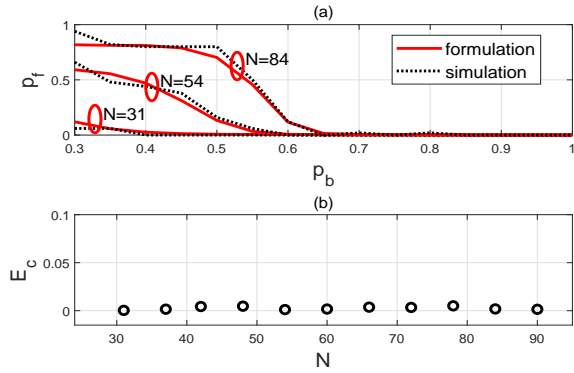 (a)
1
0.5
0
p_f
N=84
N=54
N=31
formulation
simulation
0.3 0.4 0.5 0.6 0.7 0.8 0.9 1
p_b
(b)
0.1
0.05
0
E_c
30 40 50 60 70 80 90
N